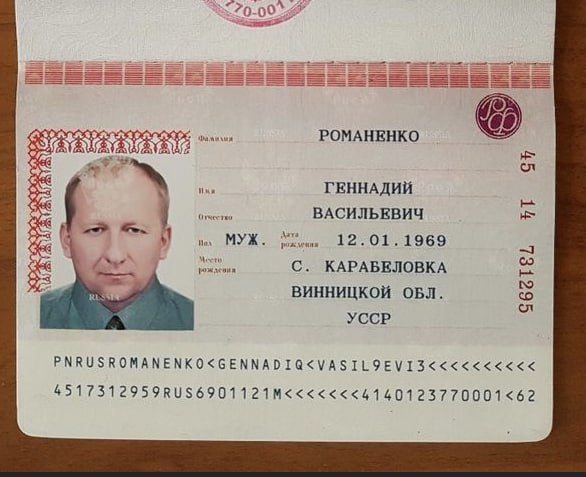 770-001
Фамилия РОМАНЕНКО
Имя ГЕННАДИЙ
Отчество ВАСИЛЬЕВИЧ
Пол МУЖ. Дата рождения 12.01.1969
Место рождения С. КАРАБЕЛОВКА
ВИННИЦКОЙ ОБЛ.
УССР
45 14 731295
RUSSIA
PNRUSROMANENKO<GENNADIQ<VASIL9EVI3<<<<<<<<<<
4517312959RUS6901121M<<<<<<<4140123770001<62